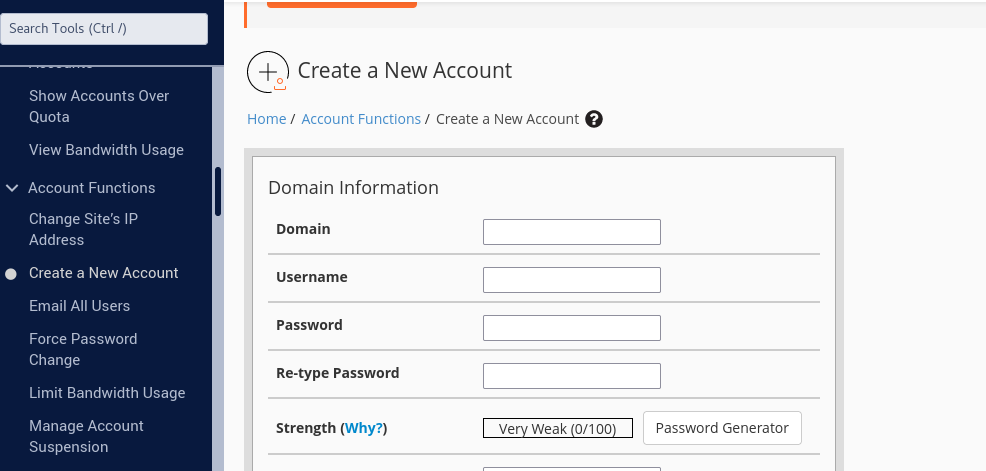 Search Tools (Ctrl /)
Accounts
Show Accounts Over
Quota
View Bandwidth Usage
Account Functions
Change Site's IP
Address
Create a New Account
Email All Users
Force Password
Change
Limit Bandwidth Usage
Manage Account
Suspension
Create a New Account
Home / Account Functions / Create a New Account ?
Domain Information
Domain
Username
Password
Re-type Password
Strength (Why?) Very Weak (0/100) Password Generator